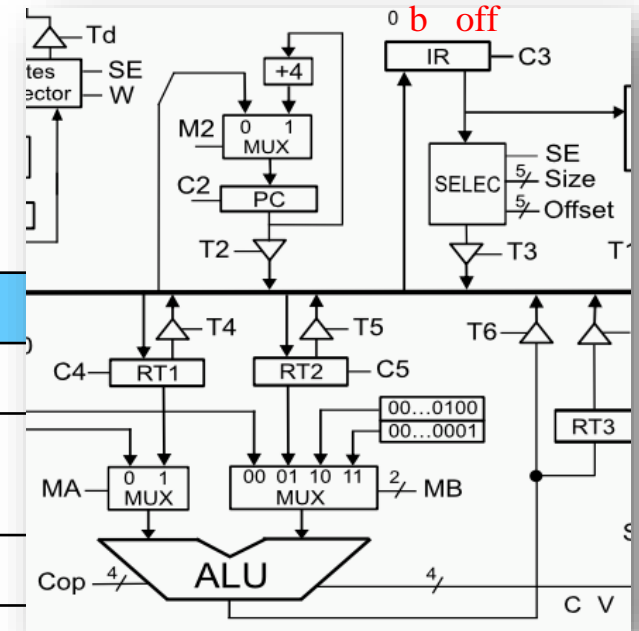 0 b off
Td
IR
C3
tes
ector
SE
W
+4
M2
0 1
MUX
C2
PC
SELEC
SE
5 Size
5 Offset
T2
T3
T1
T4
T5
T6
C4
RT1
RT2
C5
00...0100
00...0001
RT3
MA
0 1
MUX
00 01 10 11
MUX
2
MB
Cop
4
ALU
4
C V